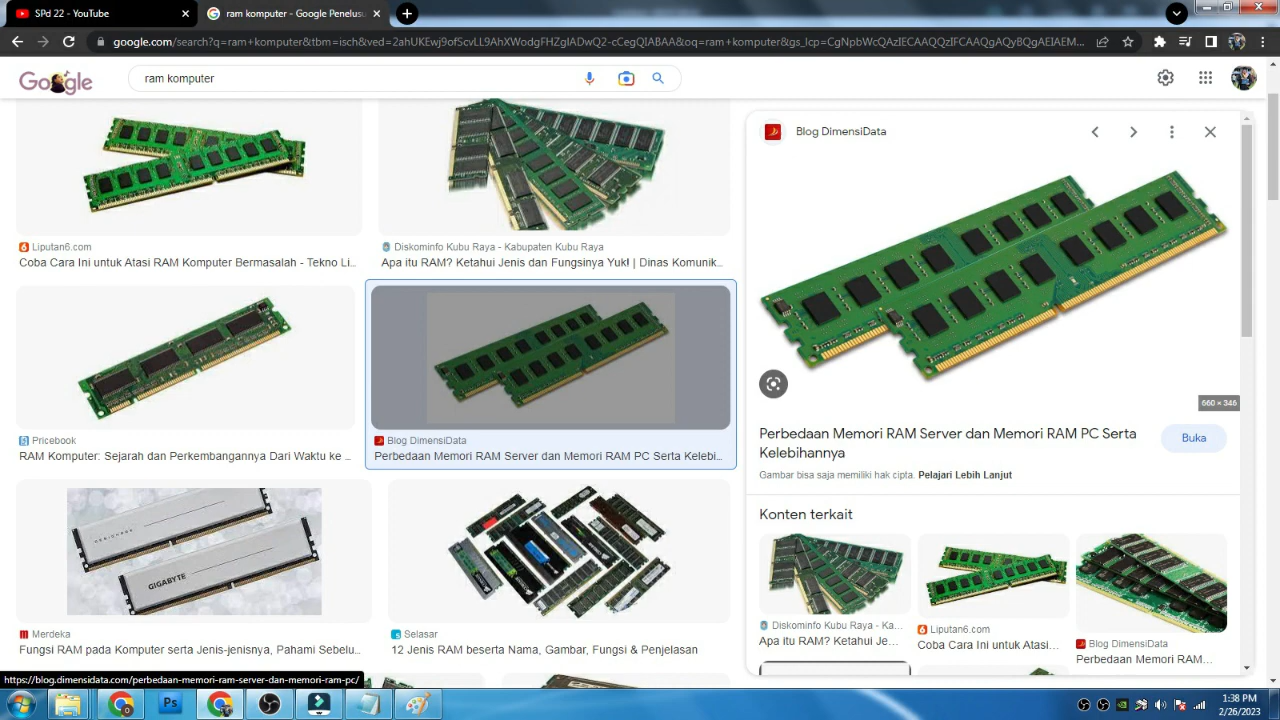 SPd 22 - YouTube
ram komputer - Google Penelusu
google.com/search?q=ram+komputer&tbm=isch&ved=2ahUKEwj9ofScvLL9AhXWodgFHZgIADwQ2-cCegQIABAA&oq=ram+komputer&gs_lcp=CgNpbWcQAzIECAAQQzIFCAAQgAQyBQgAEIAEM...
Google
ram komputer
Liputan6.com
Coba Cara Ini untuk Atasi RAM Komputer Bermasalah - Tekno Li...
Diskominfo Kubu Raya - Kabupaten Kubu Raya
Apa itu RAM? Ketahui Jenis dan Fungsinya Yuk! | Dinas Komunik...
Pricebook
RAM Komputer: Sejarah dan Perkembangannya Dari Waktu ke ...
Blog DimensiData
Perbedaan Memori RAM Server dan Memori RAM PC Serta Kelebi...
GIGABYTE
Merdeka
Fungsi RAM pada Komputer serta Jenis-jenisnya, Pahami Sebelu...
Selasar
12 Jenis RAM beserta Nama, Gambar, Fungsi & Penjelasan
Blog DimensiData
660 × 346
Perbedaan Memori RAM Server dan Memori RAM PC Serta
Kelebihannya
Buka
Gambar bisa saja memiliki hak cipta. Pelajari Lebih Lanjut
Konten terkait
Diskominfo Kubu Raya - Ka...
Apa itu RAM? Ketahui Je...
Liputan6.com
Coba Cara Ini untuk Atasi...
Blog DimensiData
Perbedaan Memori RAM...
https://blog.dimensidata.com/perbedaan-memori-ram-server-dan-memori-ram-pc/
Ps
1:38 PM
2/26/2023